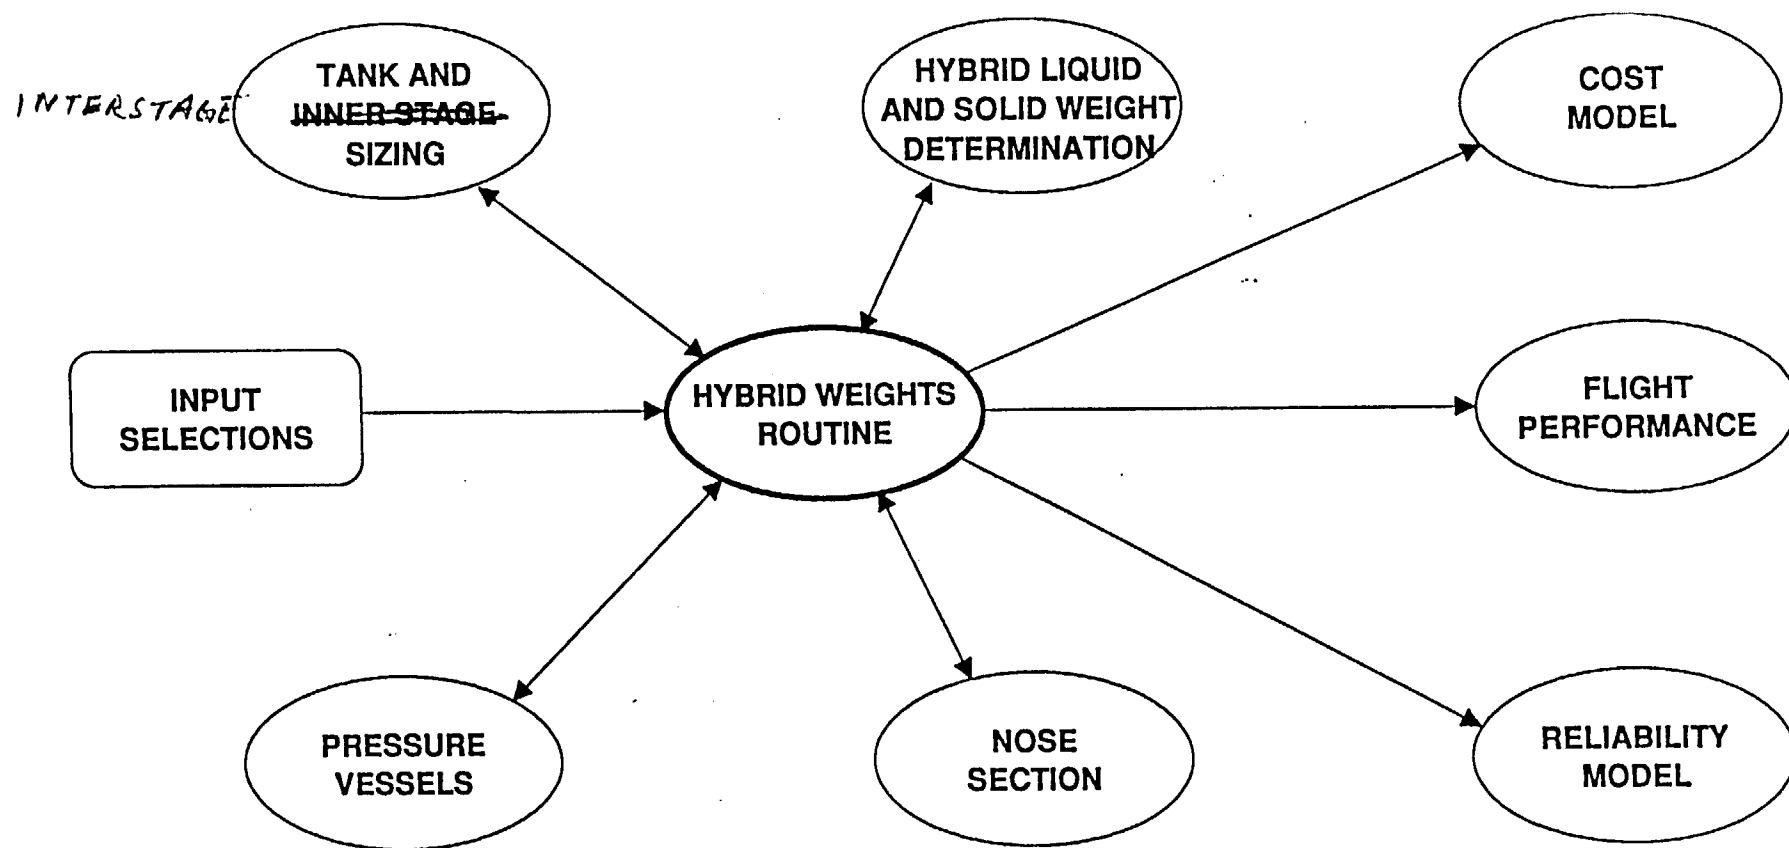 TANK AND
INTERSTAGE INNER STAGE
SIZING
HYBRID LIQUID
AND SOLID WEIGHT
DETERMINATION
COST
MODEL
INPUT
SELECTIONS
HYBRID WEIGHTS
ROUTINE
FLIGHT
PERFORMANCE
PRESSURE
VESSELS
NOSE
SECTION
RELIABILITY
MODEL